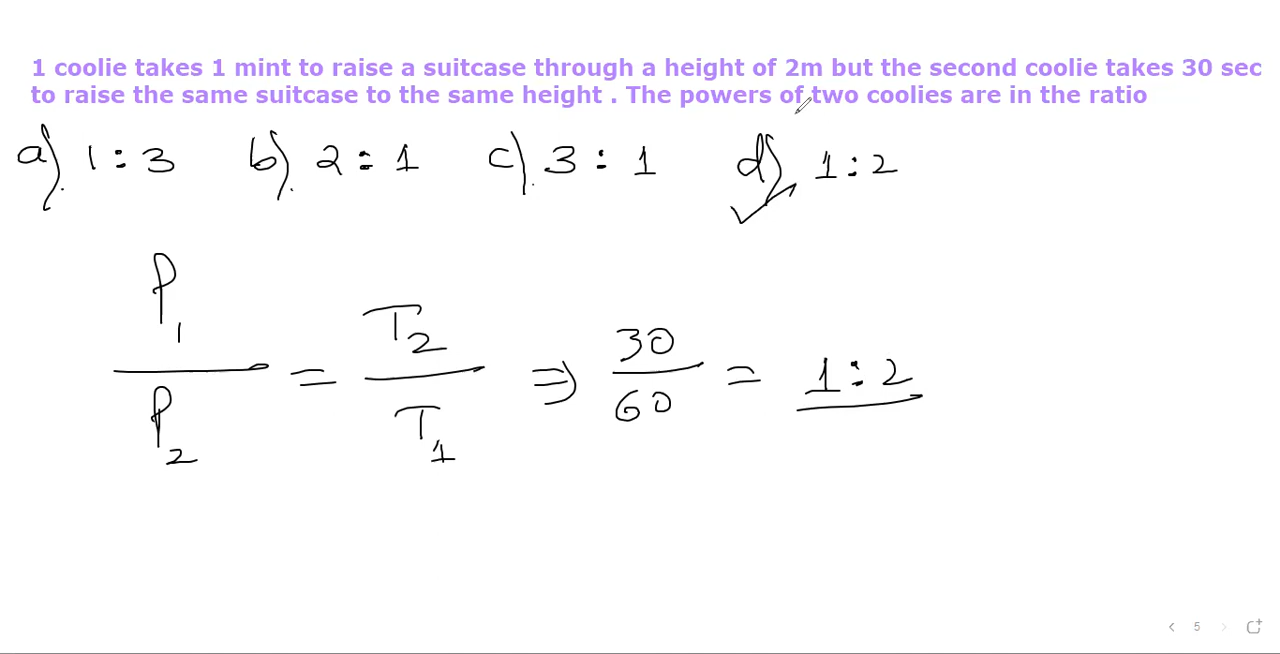 1 coolie takes 1 mint to raise a suitcase through a height of 2m but the second coolie takes 30 sec
to raise the same suitcase to the same height . The powers of two coolies are in the ratio
a) 1 : 3 b) 2 : 1 c) 3 : 1 d) 1 : 2
P1 / P2 = T2 / T1 ⇒ 30 / 60 = 1 : 2
< 5 >